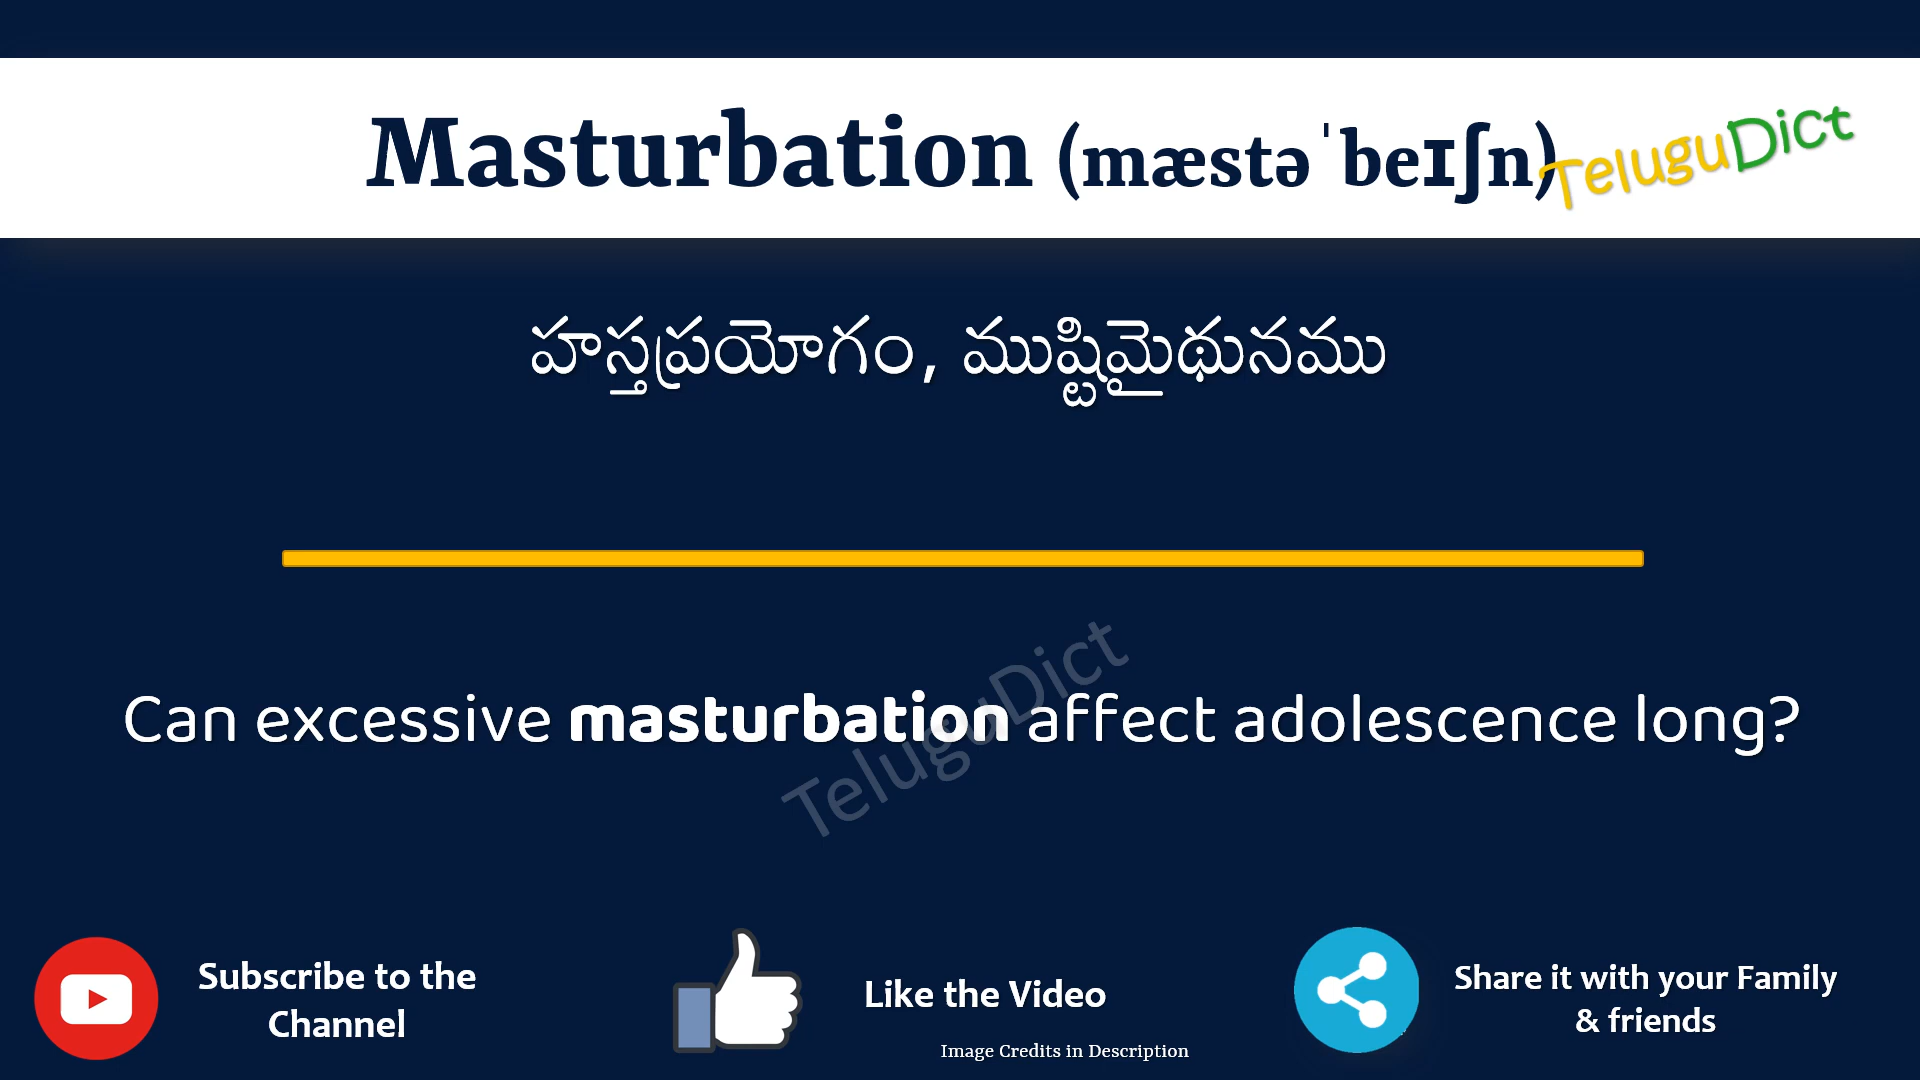 Masturbation (mæstəˈbeɪʃn)
TeluguDict
హస్తప్రయోగం, ముష్టిమైథునము
Can excessive masturbation affect adolescence long?
TeluguDict
Subscribe to the
Channel
Like the Video
Share it with your Family
& friends
Image Credits in Description